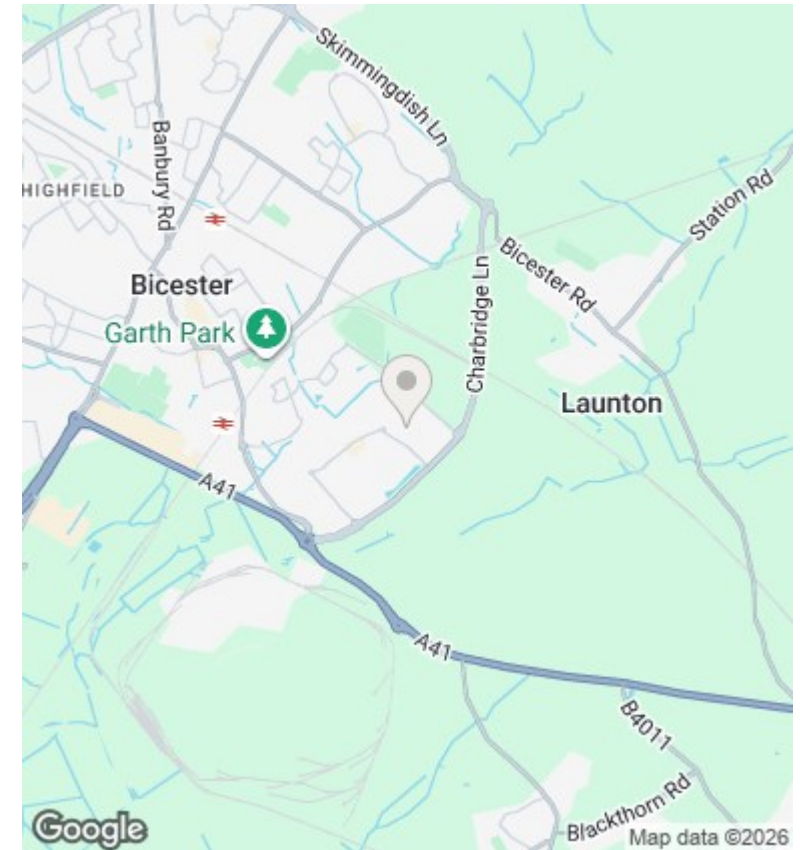 Skimmingdish Ln
Banbury Rd
HIGHFIELD
Station Rd
Bicester Rd
Bicester
Charbridge Ln
Garth Park
Launton
A41
A41
B4011
Blackthorn Rd
Google
Map data ©2026